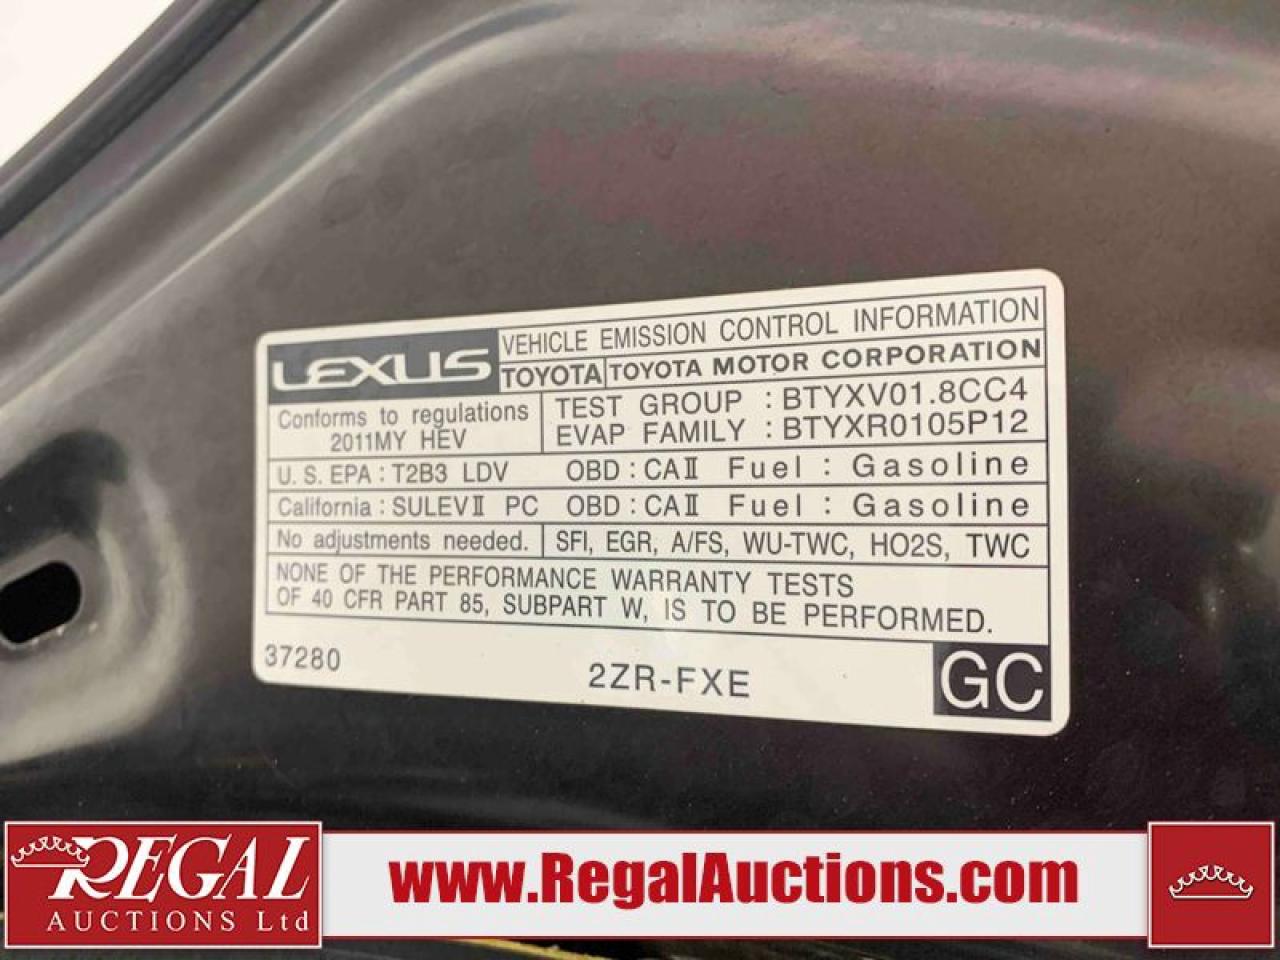 LEXUS
VEHICLE EMISSION CONTROL INFORMATION
TOYOTA TOYOTA MOTOR CORPORATION
Conforms to regulations
2011MY HEV
TEST GROUP : BTYXV01.8CC4
EVAP FAMILY : BTYXR0105P12
U.S. EPA : T2B3 LDV OBD : CAⅡ Fuel : Gasoline
California : SULEVⅡ PC OBD : CAⅡ Fuel : Gasoline
No adjustments needed. SFI, EGR, A/FS, WU-TWC, HO2S, TWC
NONE OF THE PERFORMANCE WARRANTY TESTS
OF 40 CFR PART 85, SUBPART W, IS TO BE PERFORMED.
37280 2ZR-FXE GC
REGAL
AUCTIONS Ltd
www.RegalAuctions.com